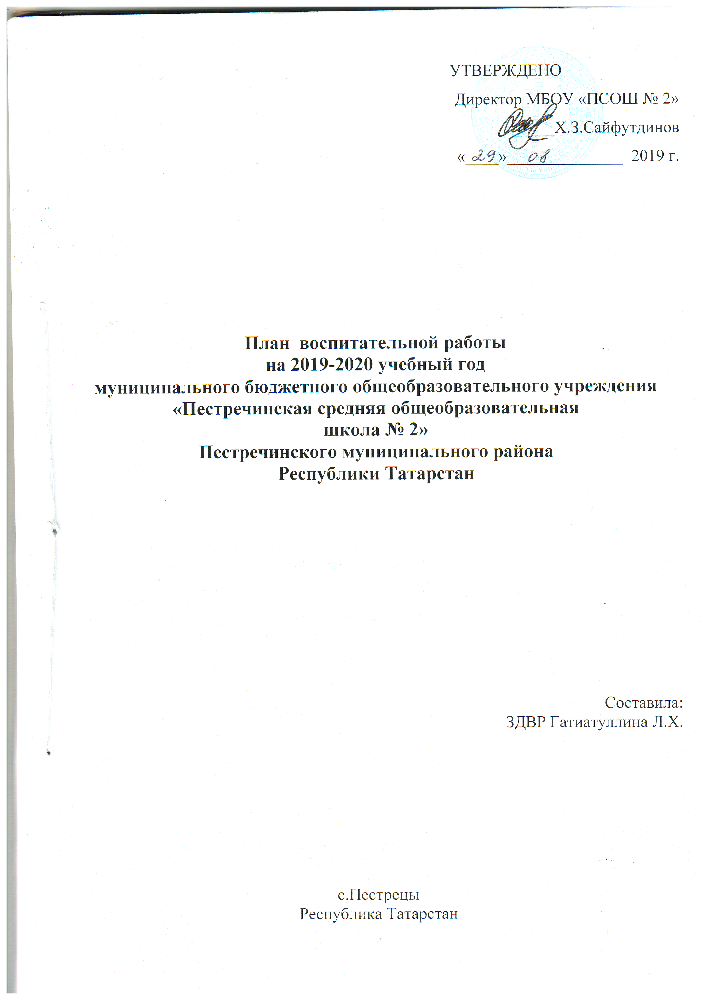 УТВЕРЖДЕНО
Директор МБОУ «ПСОШ № 2»
Х.З.Сайфутдинов
«29» 08 2019 г.
План воспитательной работы
на 2019-2020 учебный год
муниципального бюджетного общеобразовательного учреждения
«Пестречинская средняя общеобразовательная
школа № 2»
Пестречинского муниципального района
Республики Татарстан
Составила:
ЗДВР Гатиатуллина Л.Х.
с.Пестрецы
Республика Татарстан